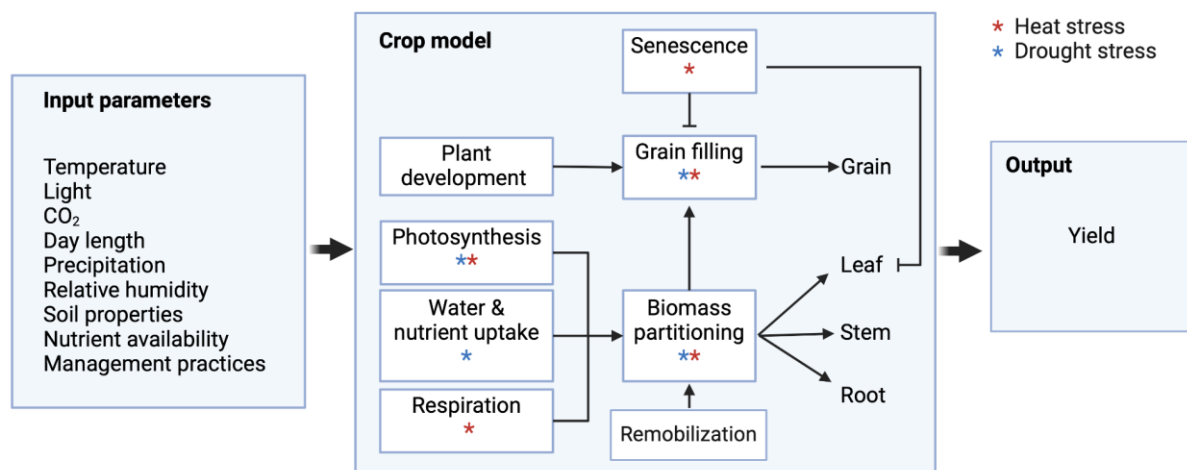 Input parameters
Temperature
Light
CO₂
Day length
Precipitation
Relative humidity
Soil properties
Nutrient availability
Management practices
Crop model
Senescence
*
Plant
development
Grain filling
**
Grain
Photosynthesis
**
Water &
nutrient uptake
*
Respiration
*
Biomass
partitioning
**
Remobilization
Leaf
Stem
Root
* Heat stress
* Drought stress
Output
Yield